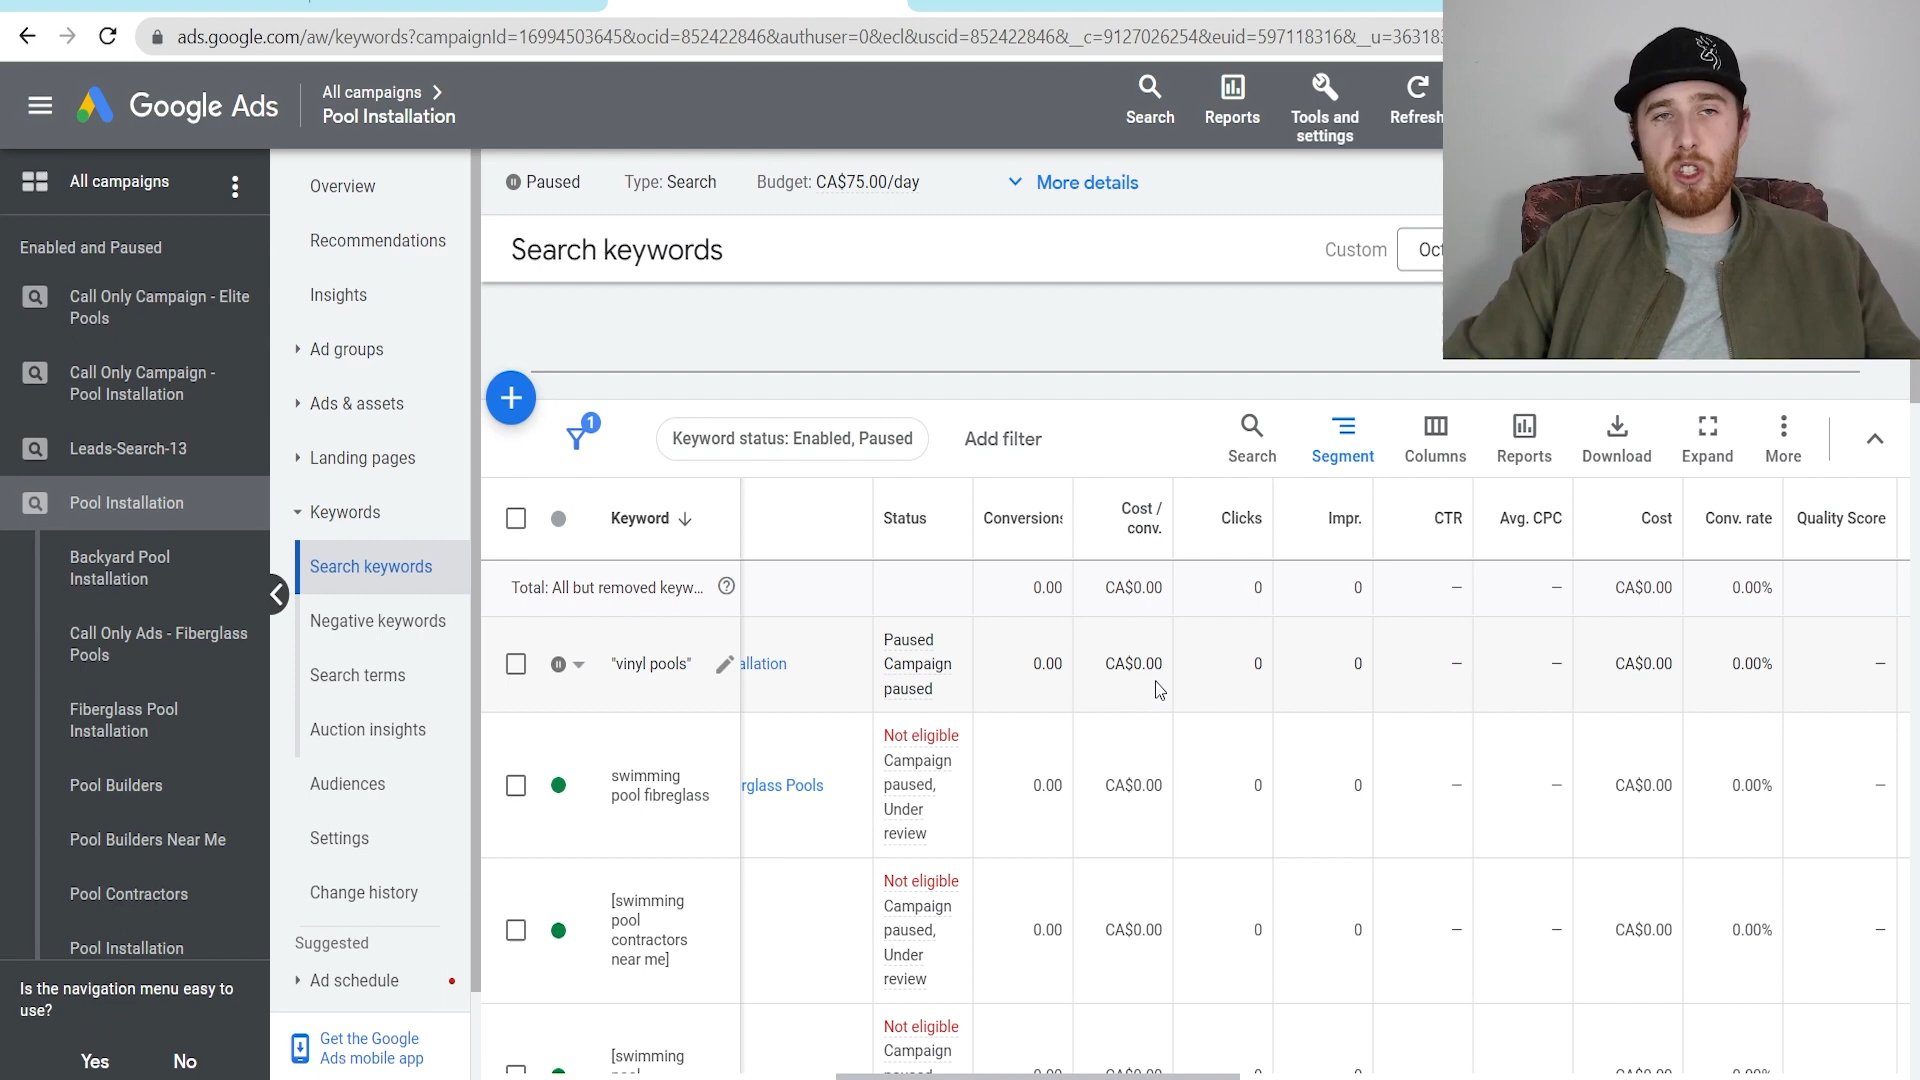 ads.google.com/aw/keywords?campaignId=16994503645&ocid=852422846&authuser=0&ecl&uscid=852422846&__c=9127026254&euid=597118316&__u=36318
Google Ads
All campaigns
Pool Installation
Search
Reports
Tools and
settings
Refresh
All campaigns
Enabled and Paused
Call Only Campaign - Elite
Pools
Call Only Campaign -
Pool Installation
Leads-Search-13
Pool Installation
Backyard Pool
Installation
Call Only Ads - Fiberglass
Pools
Fiberglass Pool
Installation
Pool Builders
Pool Builders Near Me
Pool Contractors
Pool Installation
Is the navigation menu easy to
use?
Yes No
Overview
Recommendations
Insights
Ad groups
Ads & assets
Landing pages
Keywords
Search keywords
Negative keywords
Search terms
Auction insights
Audiences
Settings
Change history
Suggested
Ad schedule
Get the Google
Ads mobile app
Paused Type: Search Budget: CA$75.00/day More details
Search keywords
Custom Oct
1
Keyword status: Enabled, Paused Add filter
Search Segment Columns Reports Download Expand More
Keyword Status Conversions Cost / conv. Clicks Impr. CTR Avg. CPC Cost Conv. rate Quality Score
Total: All but removed keyw... 0.00 CA$0.00 0 0 — — CA$0.00 0.00%
"vinyl pools" allation Paused
Campaign
paused
0.00 CA$0.00 0 0 — — CA$0.00 0.00% —
swimming
pool fibreglass
rglass Pools
Not eligible
Campaign
paused,
Under
review
0.00 CA$0.00 0 0 — — CA$0.00 0.00% —
[swimming
pool
contractors
near me]
Not eligible
Campaign
paused,
Under
review
0.00 CA$0.00 0 0 — — CA$0.00 0.00% —
[swimming
Not eligible
Campaign